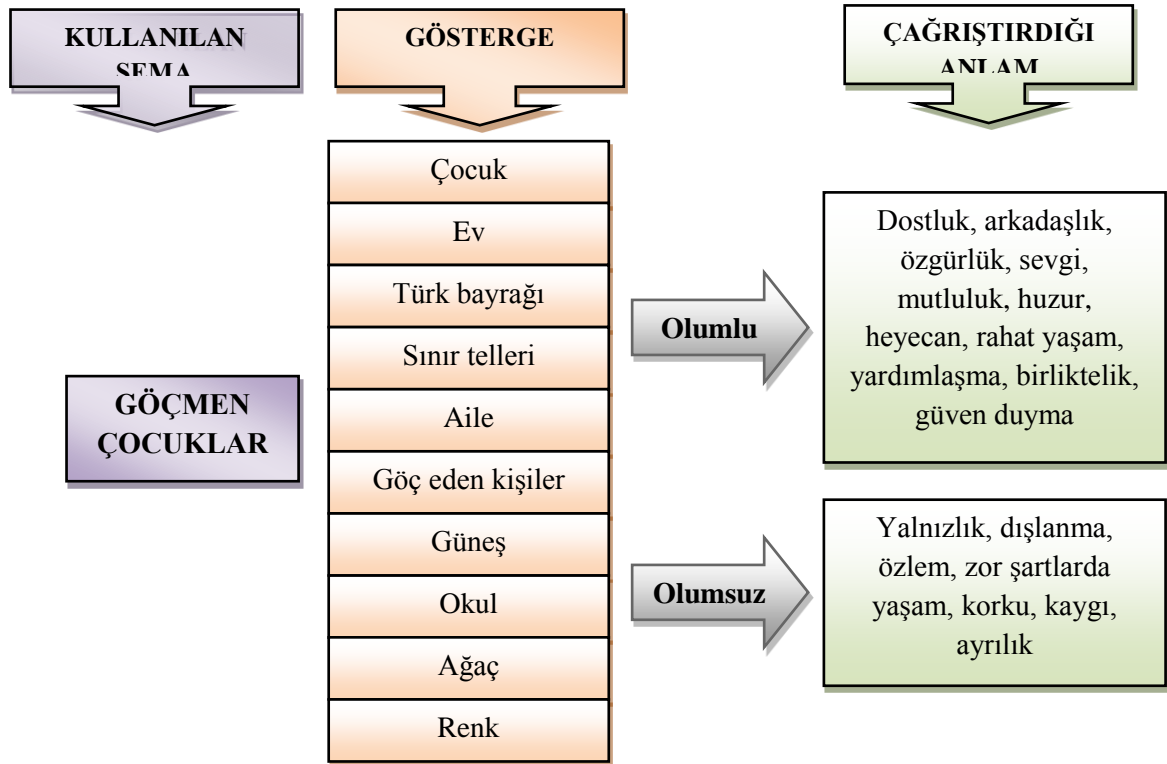 KULLANILAN
ŞEMA
GÖSTERGE
ÇAĞRIŞTIRDIĞI
ANLAM
GÖÇMEN
ÇOCUKLAR
Çocuk
Ev
Türk bayrağı
Sınır telleri
Aile
Göç eden kişiler
Güneş
Okul
Ağaç
Renk
Olumlu
Dostluk, arkadaşlık,
özgürlük, sevgi,
mutluluk, huzur,
heyecan, rahat yaşam,
yardımlaşma, birliktelik,
güven duyma
Olumsuz
Yalnızlık, dışlanma,
özlem, zor şartlarda
yaşam, korku, kaygı,
ayrılık